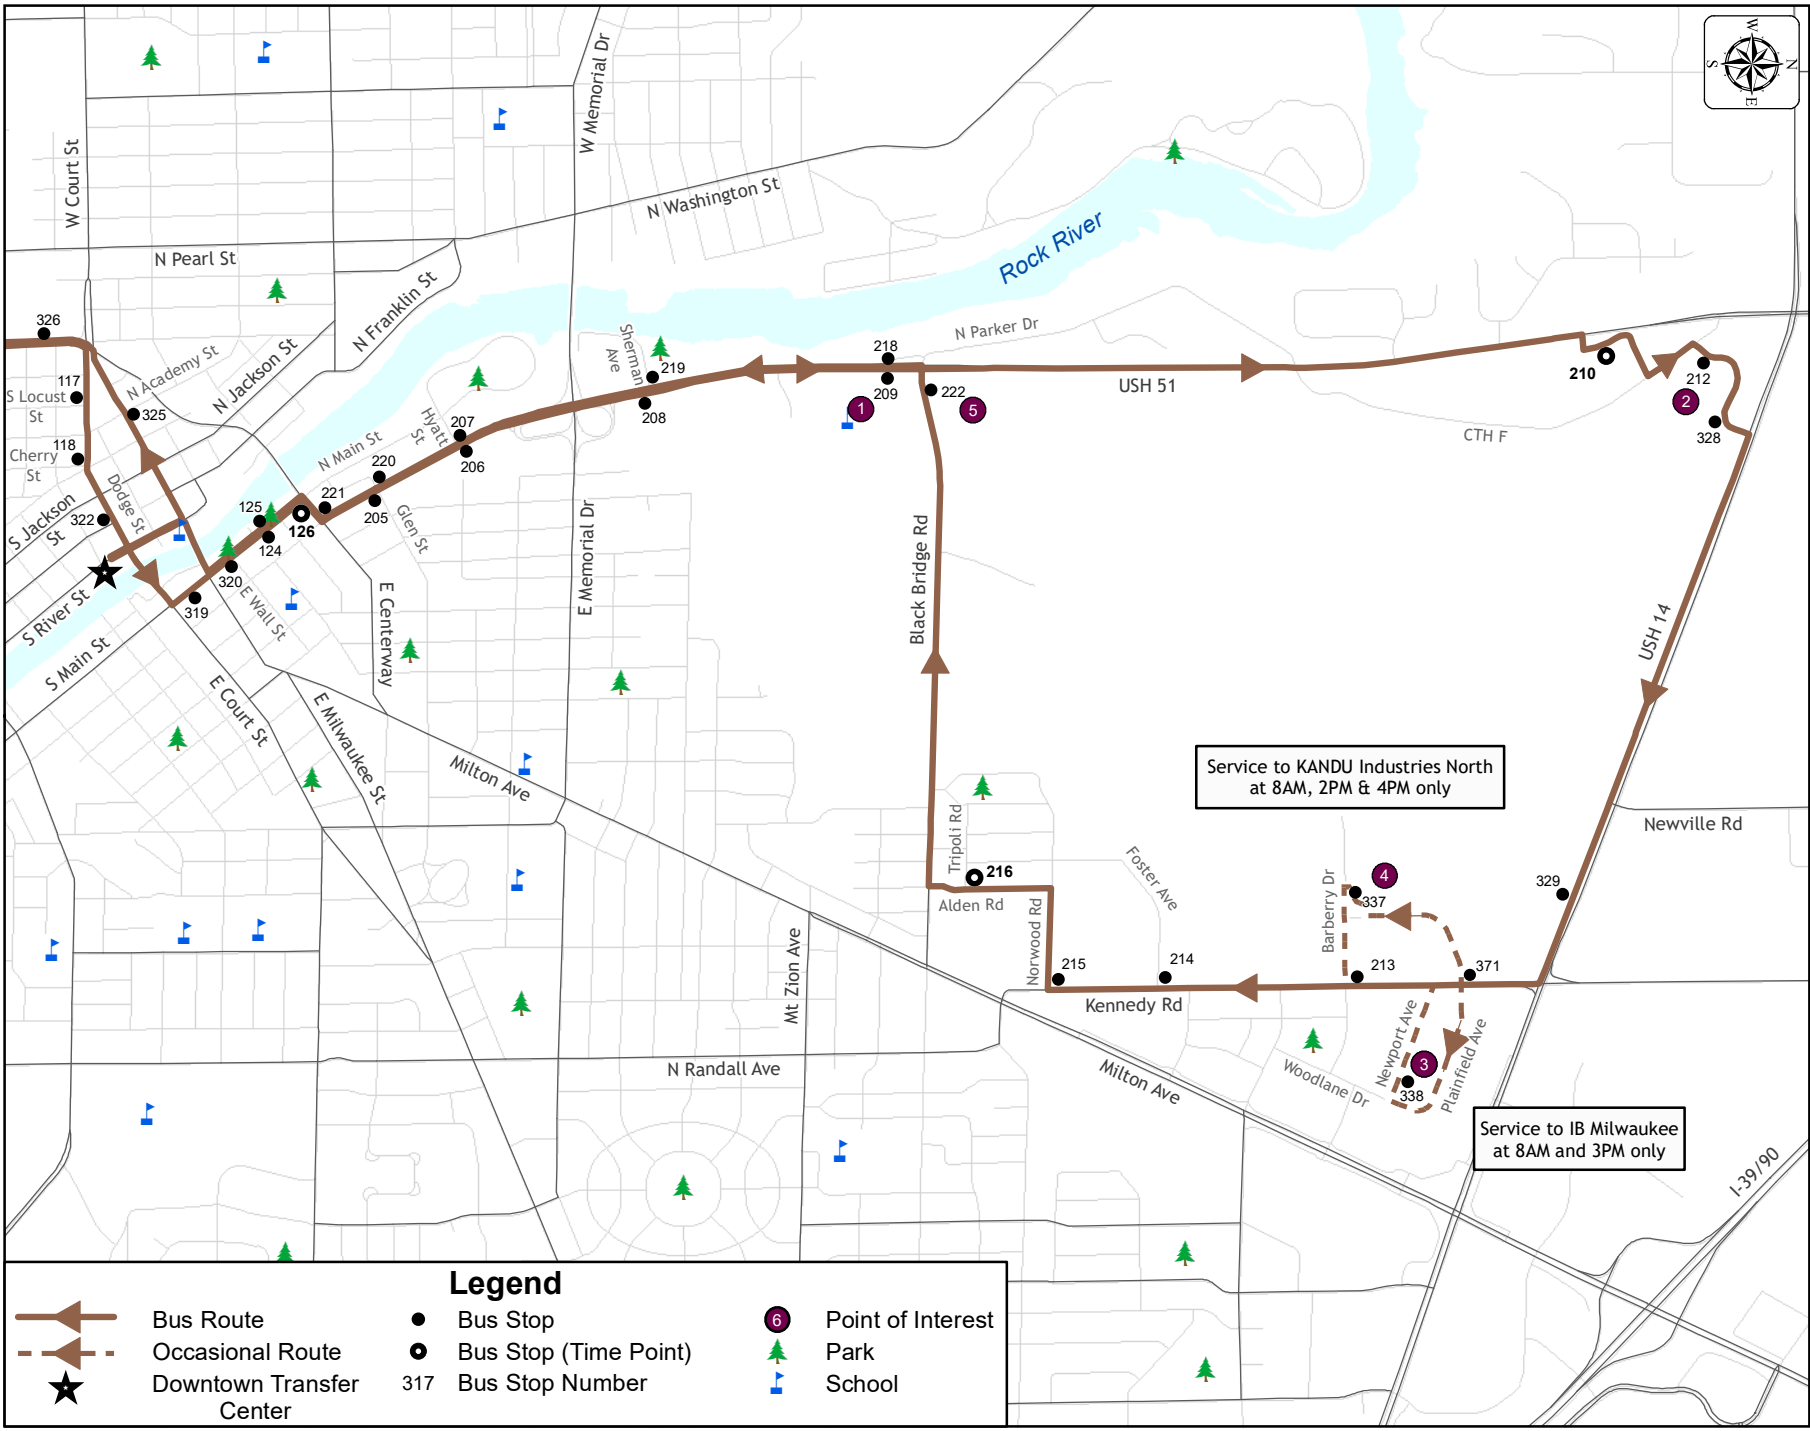 W
N
S
E
W Memorial Dr
W Court St
N Washington St
N Pearl St
Rock River
N Franklin St
326
N Parker Dr
Sherman
Ave
218
219
N Academy St
N Jackson St
117
S Locust
St
325
209
222
1
5
USH 51
210
212
2
328
CTH F
208
Hyatt
St
207
206
N Main St
118
Cherry
St
220
205
Dodge St
221
125
126
124
Glen St
322
S Jackson
St
320
319
E Wall St
S River St
S Main St
E Centerway
E Memorial Dr
Black Bridge Rd
USH 14
E Court St
E Milwaukee St
Milton Ave
Service to KANDU Industries North
at 8AM, 2PM & 4PM only
Newville Rd
Tripoli Rd
216
Foster Ave
4
329
Barberry Dr
337
Alden Rd
Norwood Rd
Mt Zion Ave
215
214
213
371
Kennedy Rd
Newport Ave
Plainfield Ave
3
338
Woodlane Dr
N Randall Ave
Milton Ave
Service to IB Milwaukee
at 8AM and 3PM only
I-39/90
Legend
Bus Route
Bus Stop
6
Point of Interest
Occasional Route
Bus Stop (Time Point)
Park
Downtown Transfer
Center
317
Bus Stop Number
School